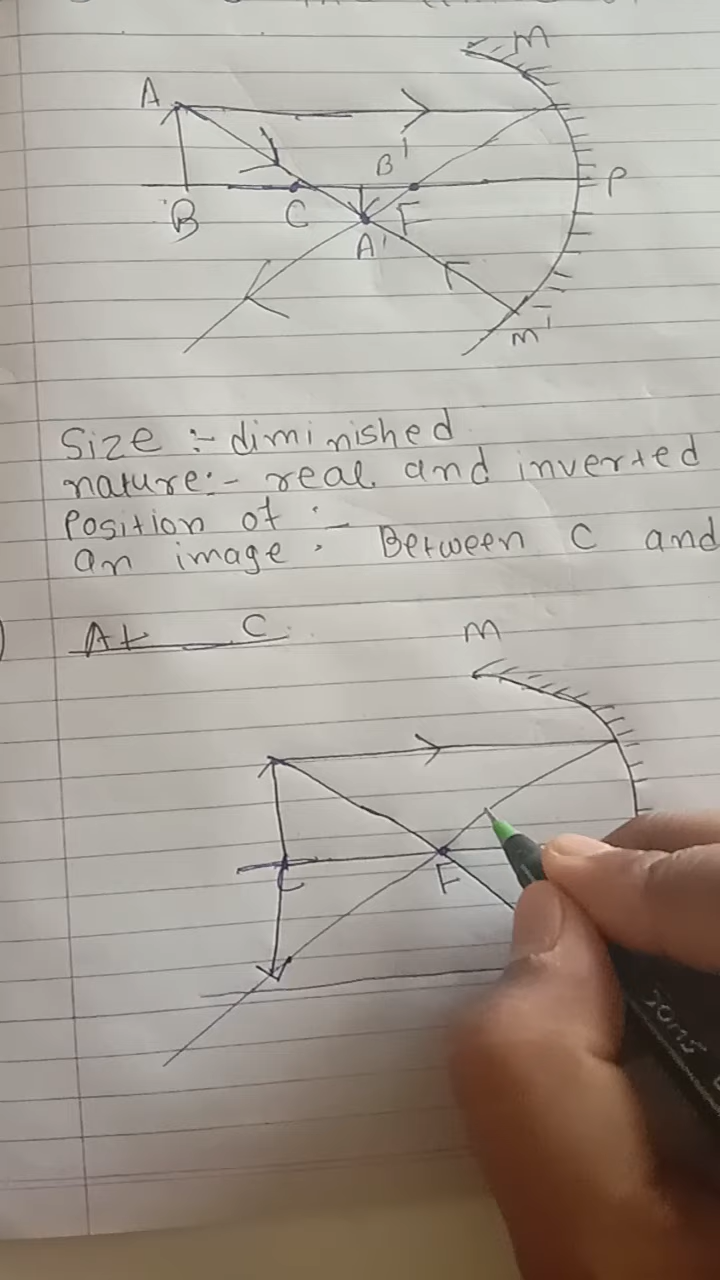 M
A
B'
P
B
C
F
A'
M'
Size :- diminished
nature:- real and inverted
Position of
an image :- Between C and
) At C
M
C
F